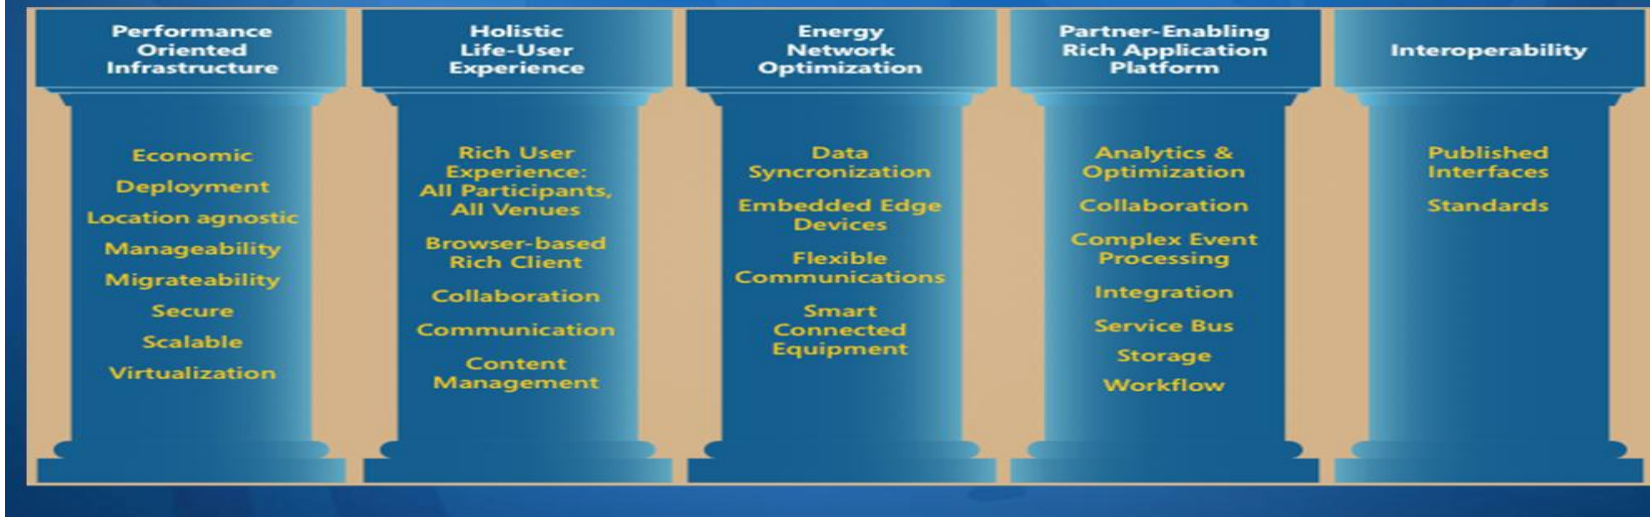 Performance
Oriented
Infrastructure
Economic
Deployment
Location agnostic
Manageability
Migrateability
Secure
Scalable
Virtualization
Holistic
Life-User
Experience
Rich User
Experience:
All Participants,
All Venues
Browser-based
Rich Client
Collaboration
Communication
Content
Management
Energy
Network
Optimization
Data
Syncronization
Embedded Edge
Devices
Flexible
Communications
Smart
Connected
Equipment
Partner-Enabling
Rich Application
Platform
Analytics &
Optimization
Collaboration
Complex Event
Processing
Integration
Service Bus
Storage
Workflow
Interoperability
Published
Interfaces
Standards